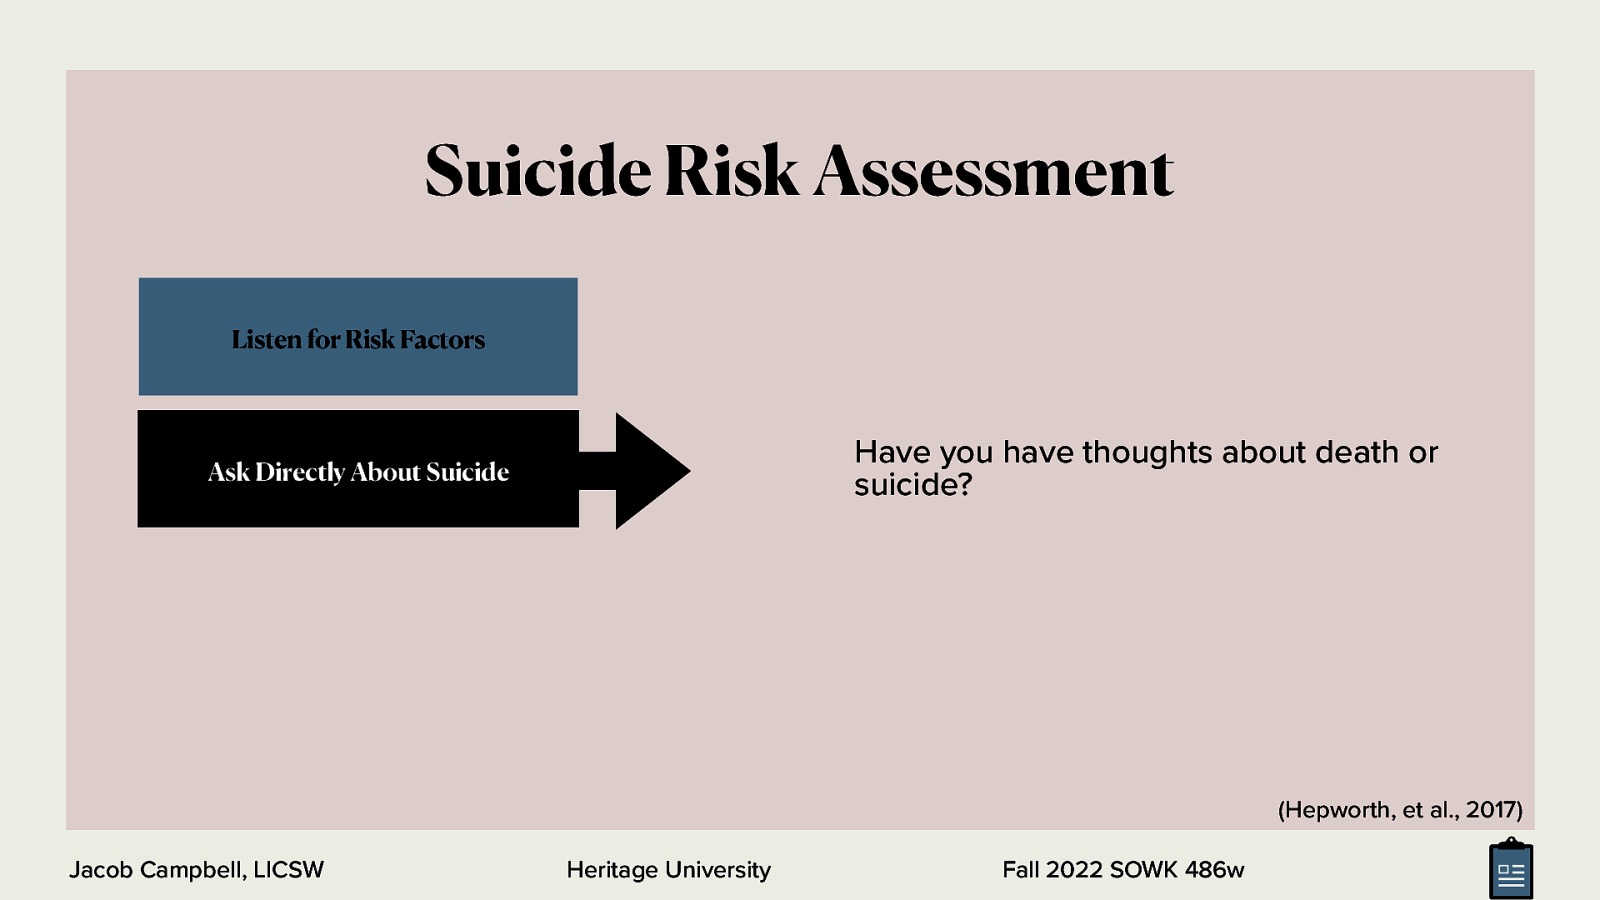 Suicide Risk Assessment
Listen for Risk Factors
Ask Directly About Suicide
Have you have thoughts about death or
suicide?
(Hepworth, et al., 2017)
Jacob Campbell, LICSW
Heritage University
Fall 2022 SOWK 486w